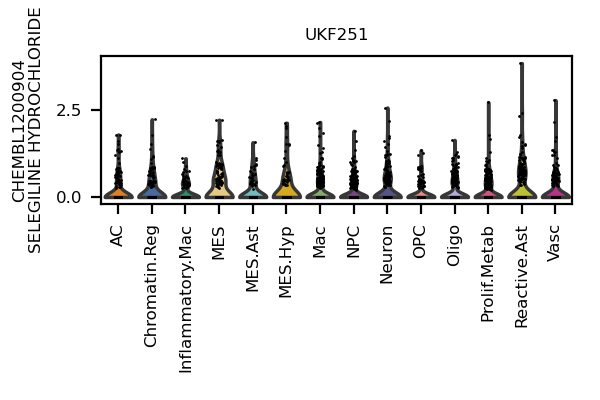 UKF251
CHEMBL1200904
SELEGILINE HYDROCHLORIDE
2.5
0.0
AC
Chromatin.Reg
Inflammatory.Mac
MES
MES.Ast
MES.Hyp
Mac
NPC
Neuron
OPC
Oligo
Prolif.Metab
Reactive.Ast
Vasc